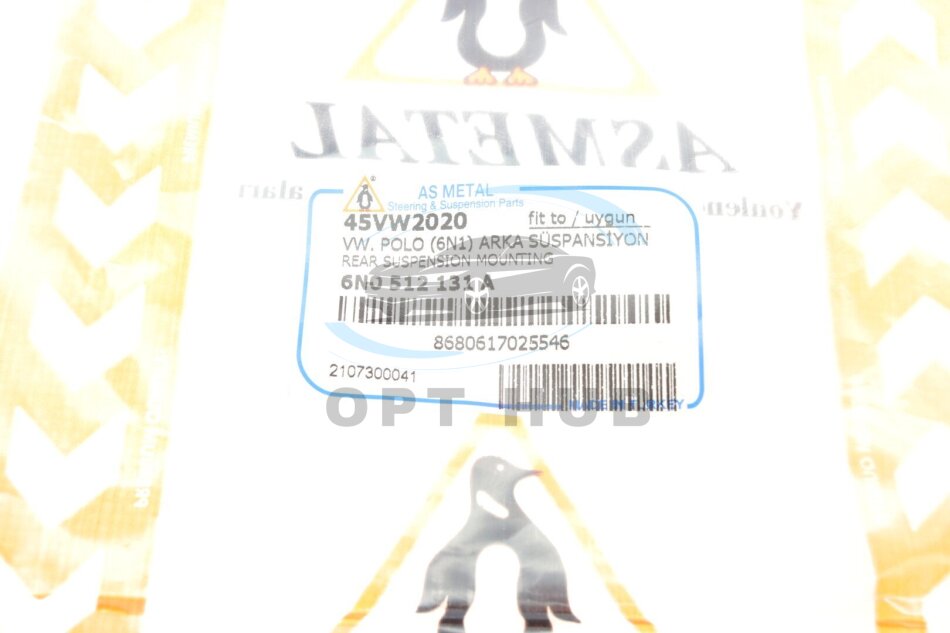 ASMETAL
AS METAL
Steering & Suspension Parts
45VW2020 fit to / uygun
VW. POLO (6N1) ARKA SÜSPANSİYON
REAR SUSPENSION MOUNTING
6N0 512 131 A
8680617025546
2107300041
MADE IN TURKEY
OPT HUB